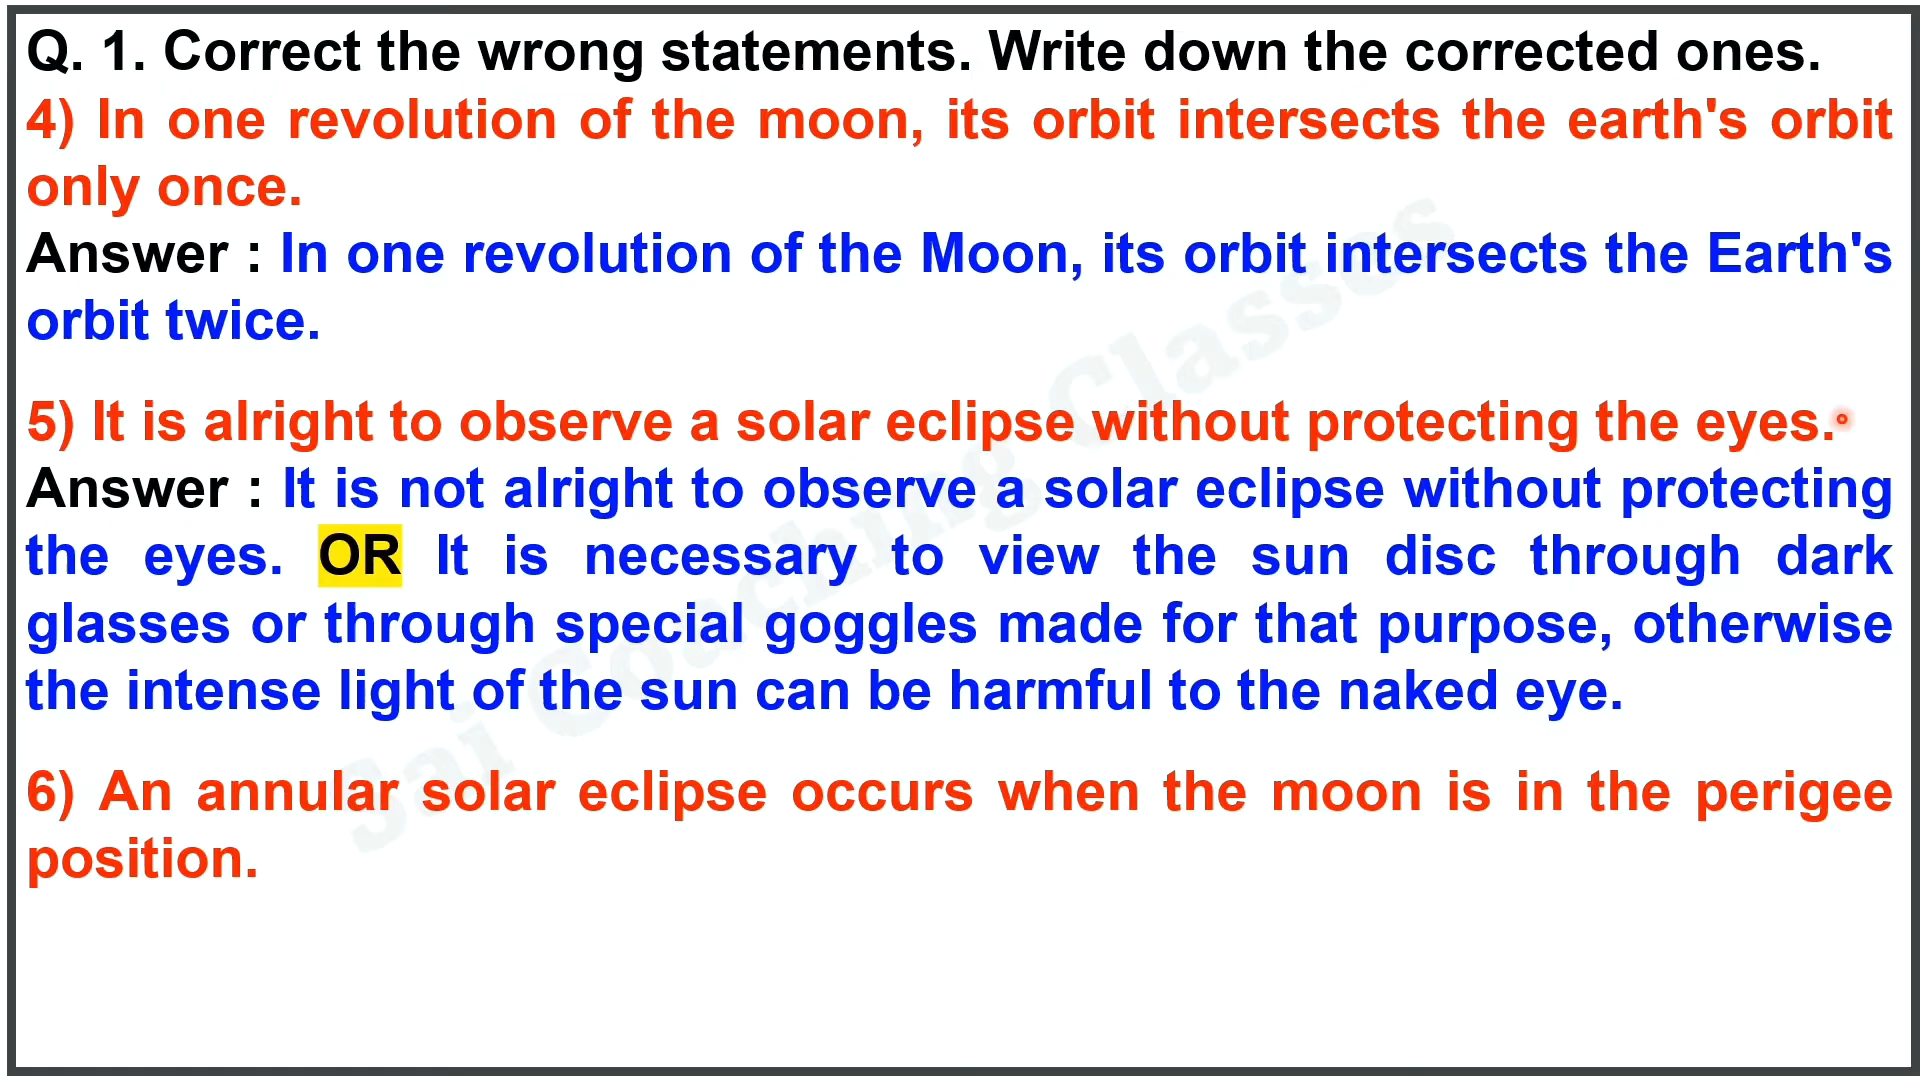 Q. 1. Correct the wrong statements. Write down the corrected ones.
4) In one revolution of the moon, its orbit intersects the earth's orbit
only once.
Answer : In one revolution of the Moon, its orbit intersects the Earth's
orbit twice.
5) It is alright to observe a solar eclipse without protecting the eyes.
Answer : It is not alright to observe a solar eclipse without protecting
the eyes. OR It is necessary to view the sun disc through dark
glasses or through special goggles made for that purpose, otherwise
the intense light of the sun can be harmful to the naked eye.
6) An annular solar eclipse occurs when the moon is in the perigee
position.
Jai Coaching Classes